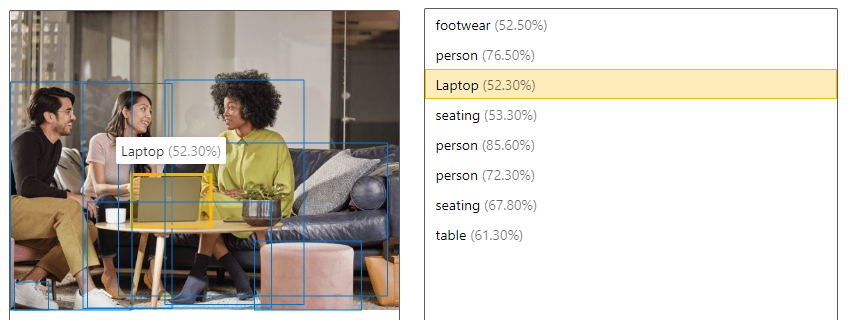 Laptop (52.30%)
footwear (52.50%)
person (76.50%)
Laptop (52.30%)
seating (53.30%)
person (85.60%)
person (72.30%)
seating (67.80%)
table (61.30%)